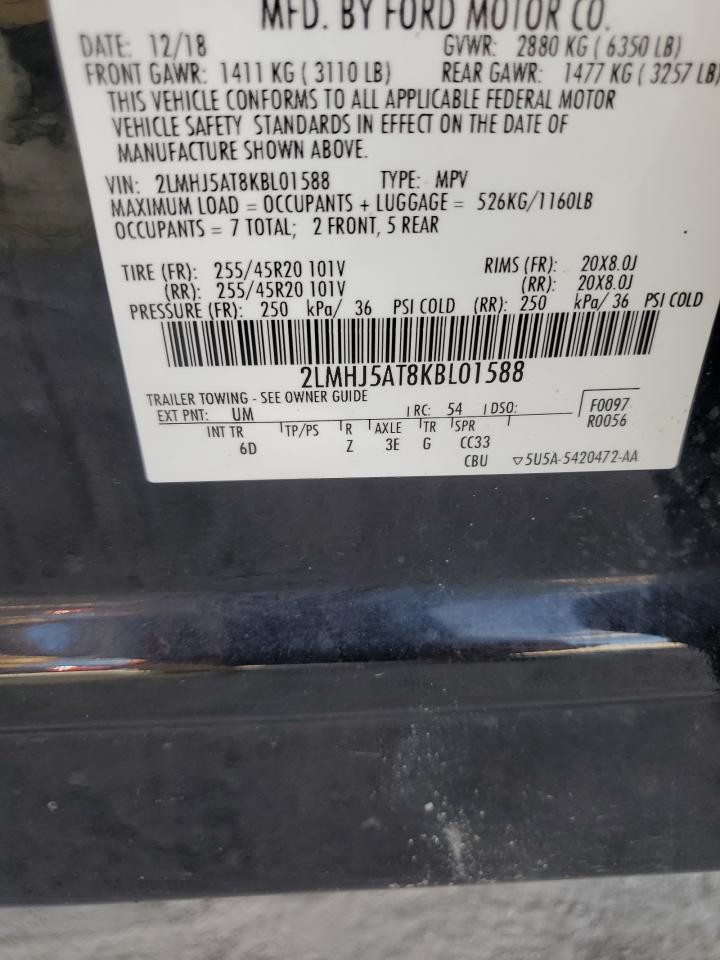 MFD. BY FORD MOTOR CO.
DATE: 12/18 GVWR: 2880 KG ( 6350 LB)
FRONT GAWR: 1411 KG ( 3110 LB) REAR GAWR: 1477 KG ( 3257 LB)
THIS VEHICLE CONFORMS TO ALL APPLICABLE FEDERAL MOTOR
VEHICLE SAFETY STANDARDS IN EFFECT ON THE DATE OF
MANUFACTURE SHOWN ABOVE.
VIN: 2LMHJ5AT8KBL01588 TYPE: MPV
MAXIMUM LOAD = OCCUPANTS + LUGGAGE = 526KG/1160LB
OCCUPANTS = 7 TOTAL; 2 FRONT, 5 REAR
TIRE (FR): 255/45R20 101V RIMS (FR): 20X8.0J
(RR): 255/45R20 101V (RR): 20X8.0J
PRESSURE (FR): 250 kPa/ 36 PSI COLD (RR): 250 kPa/ 36 PSI COLD
2LMHJ5AT8KBL01588
TRAILER TOWING - SEE OWNER GUIDE
EXT PNT: UM RC: 54 DSO: F0097
R0056
INT TR TP/PS R AXLE TR SPR
6D Z 3E G CC33
CBU ▽5U5A-5420472-AA